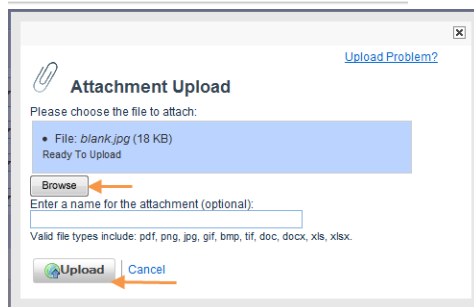 Upload Problem?
Attachment Upload
Please choose the file to attach:
• File: blank.jpg (18 KB)
Ready To Upload
Browse
Enter a name for the attachment (optional):
Valid file types include: pdf, png, jpg, gif, bmp, tif, doc, docx, xls, xlsx.
Upload Cancel